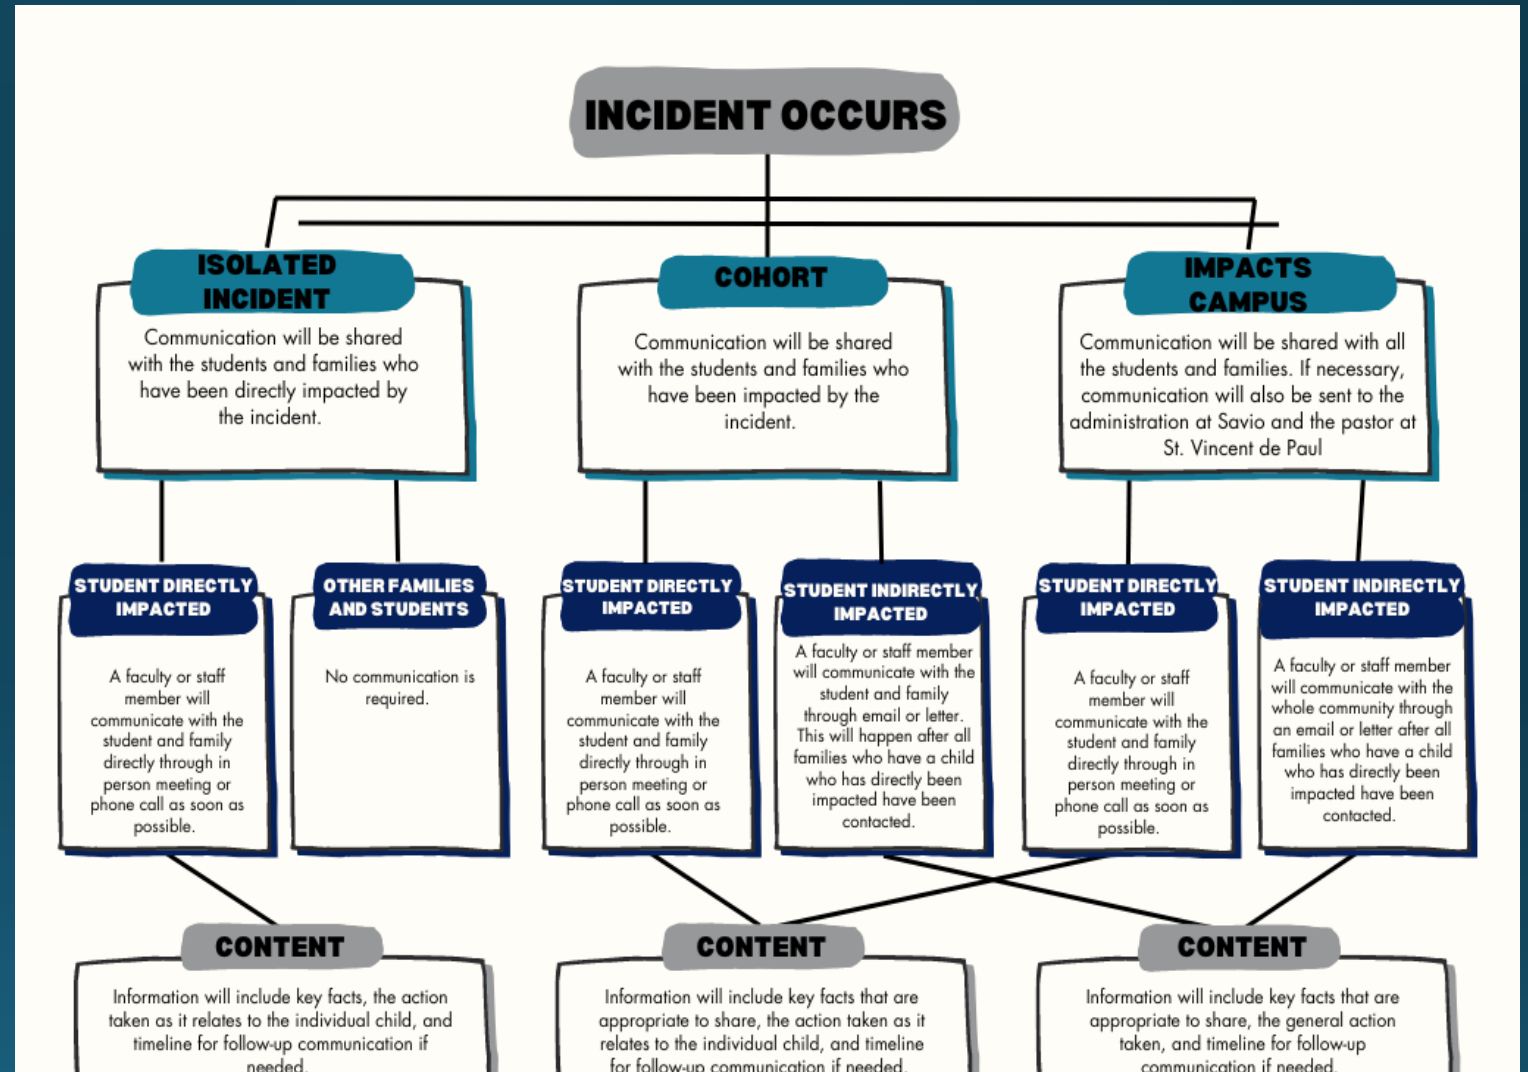 INCIDENT OCCURS
ISOLATED
INCIDENT
Communication will be shared
with the students and families who
have been directly impacted by
the incident.
COHORT
Communication will be shared
with the students and families who
have been impacted by the
incident.
IMPACTS
CAMPUS
Communication will be shared with all
the students and families. If necessary,
communication will also be sent to the
administration at Savio and the pastor at
St. Vincent de Paul
STUDENT DIRECTLY
IMPACTED
A faculty or staff
member will
communicate with the
student and family
directly through in
person meeting or
phone call as soon as
possible.
OTHER FAMILIES
AND STUDENTS
No communication is
required.
STUDENT DIRECTLY
IMPACTED
A faculty or staff
member will
communicate with the
student and family
directly through in
person meeting or
phone call as soon as
possible.
STUDENT INDIRECTLY
IMPACTED
A faculty or staff member
will communicate with the
student and family
through email or letter.
This will happen after all
families who have a child
who has directly been
impacted have been
contacted.
STUDENT DIRECTLY
IMPACTED
A faculty or staff
member will
communicate with the
student and family
directly through in
person meeting or
phone call as soon as
possible.
STUDENT INDIRECTLY
IMPACTED
A faculty or staff member
will communicate with the
whole community through
an email or letter after all
families who have a child
who has directly been
impacted have been
contacted.
CONTENT
Information will include key facts, the action
taken as it relates to the individual child, and
timeline for follow-up communication if
needed.
CONTENT
Information will include key facts that are
appropriate to share, the action taken as it
relates to the individual child, and timeline
for follow-up communication if needed.
CONTENT
Information will include key facts that are
appropriate to share, the general action
taken, and timeline for follow-up
communication if needed.